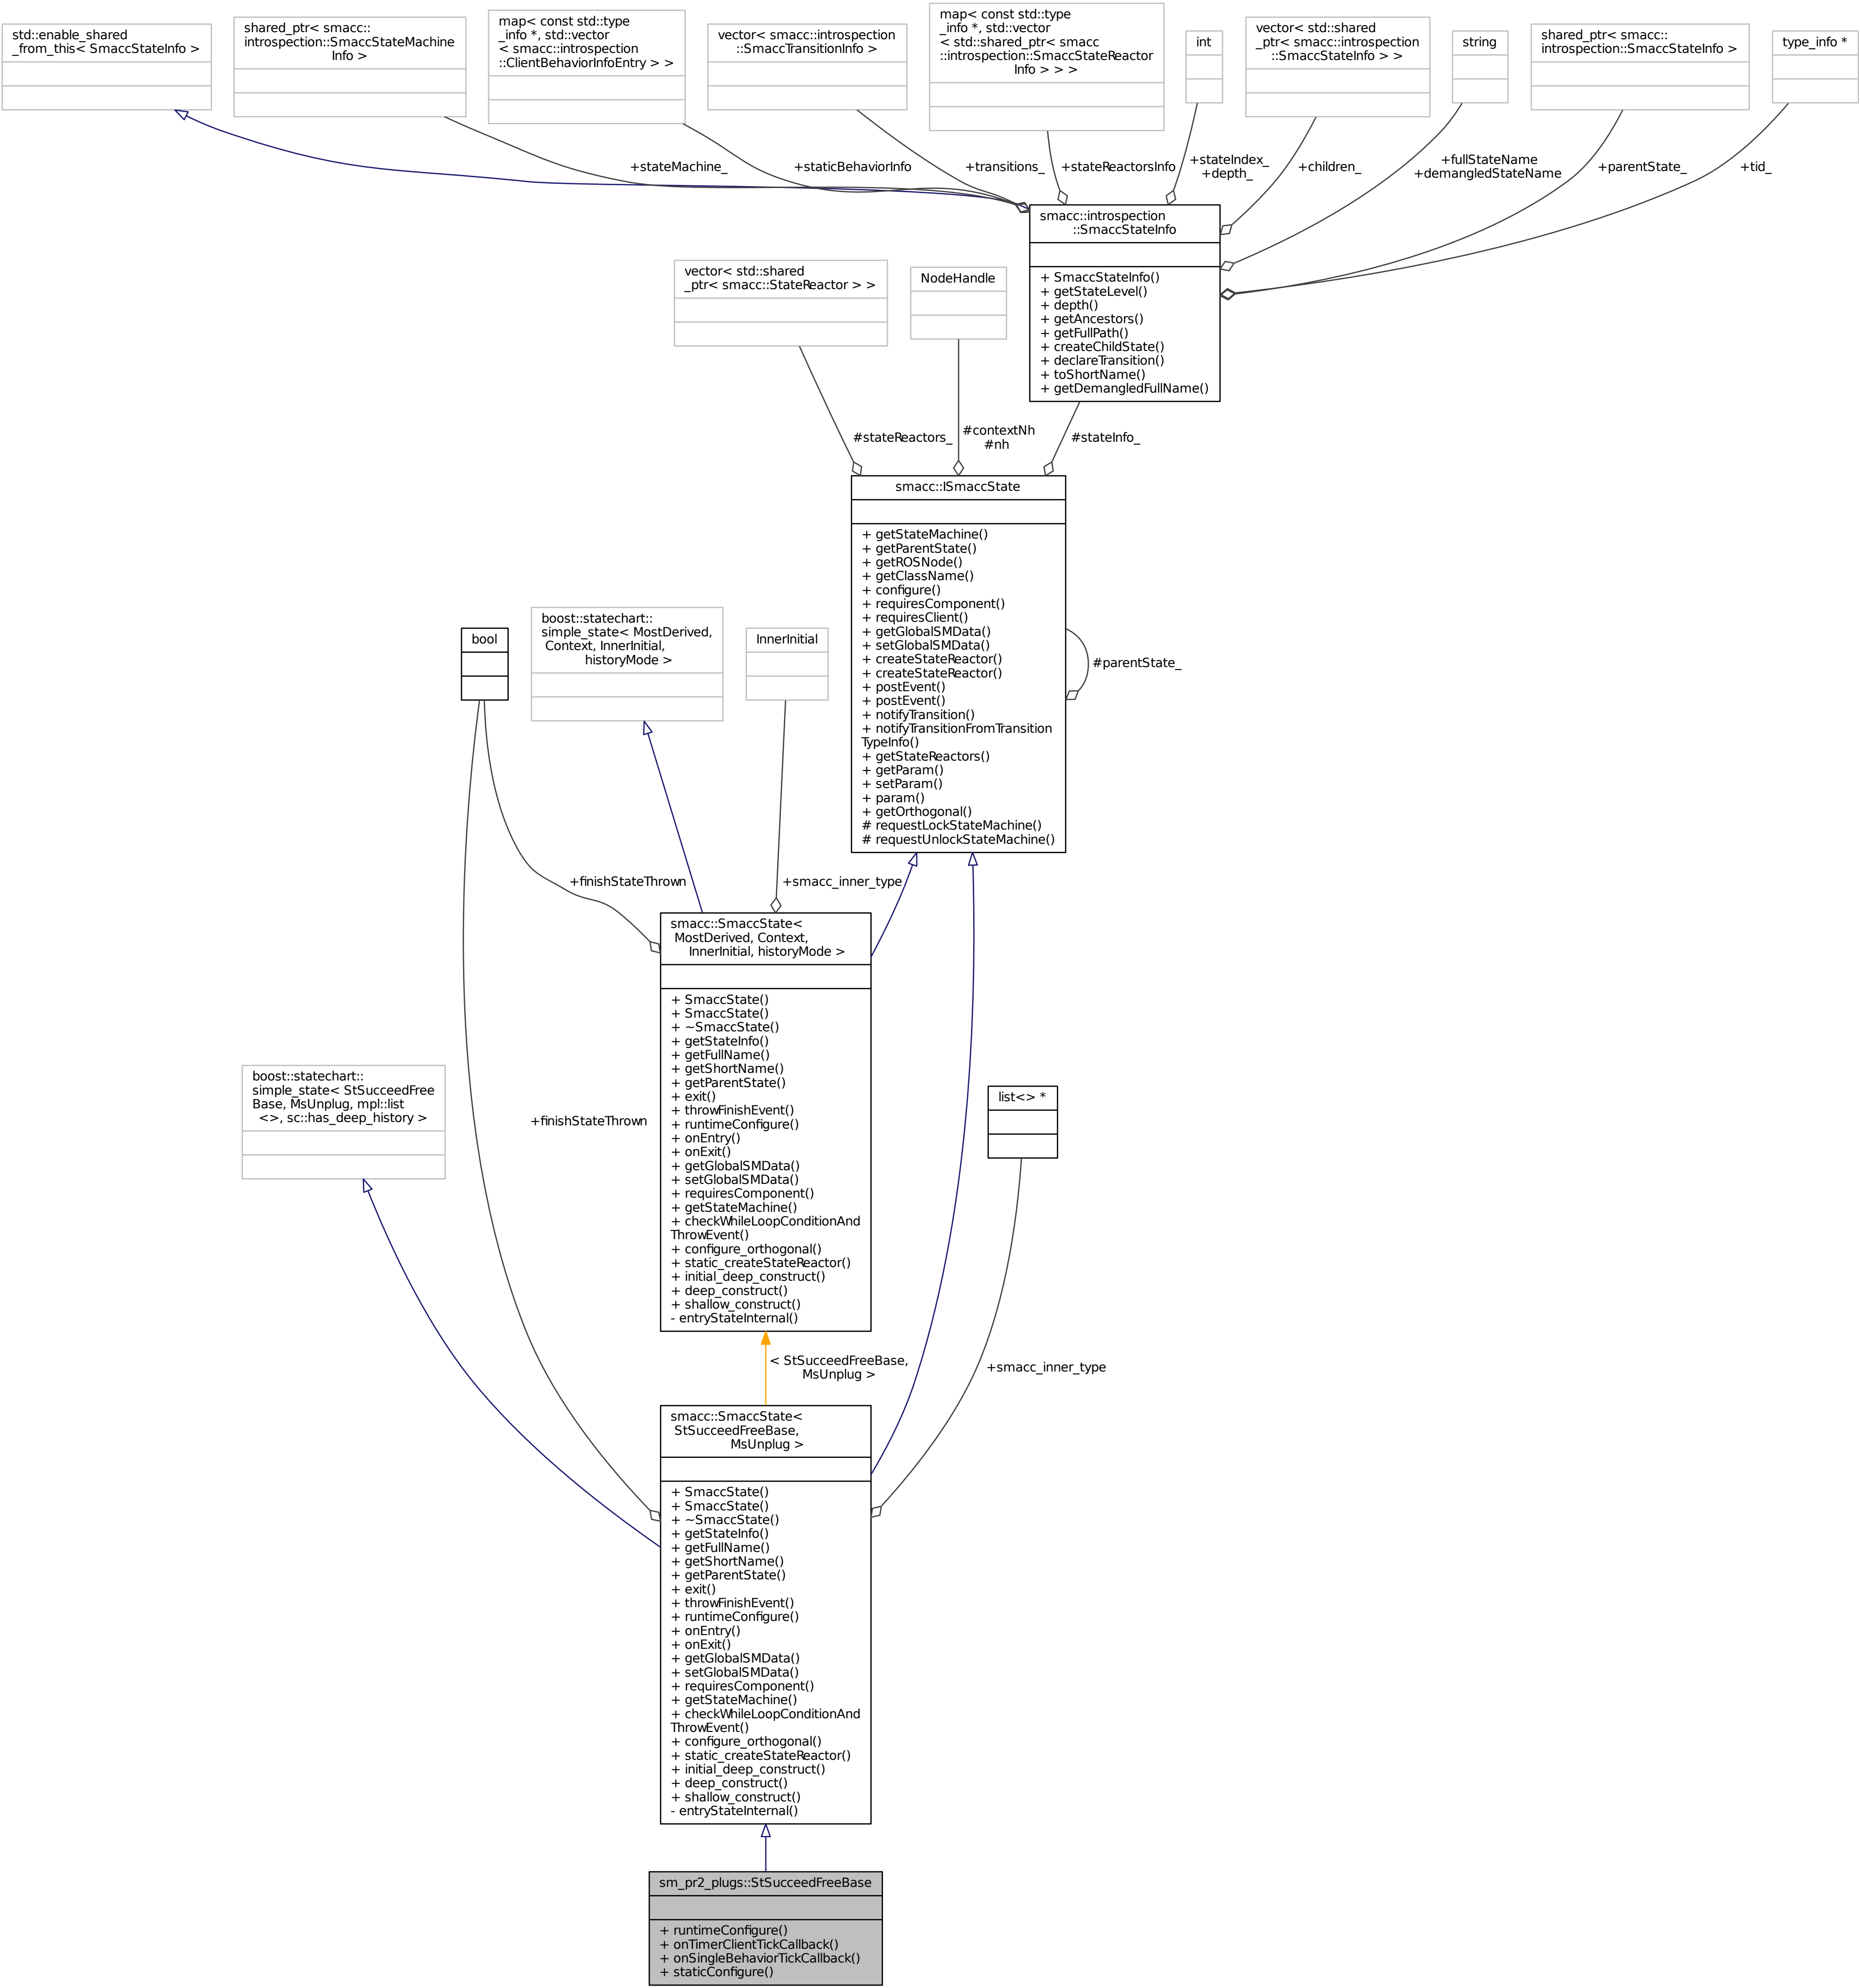 std::enable_shared
_from_this< SmaccStateInfo >
shared_ptr< smacc::
introspection::SmaccStateMachine
Info >
map< const std::type
_info *, std::vector
< smacc::introspection
::ClientBehaviorInfoEntry > >
vector< smacc::introspection
::SmaccTransitionInfo >
map< const std::type
_info *, std::vector
< std::shared_ptr< smacc
::introspection::SmaccStateReactor
Info > > >
int
vector< std::shared
_ptr< smacc::introspection
::SmaccStateInfo > >
string
shared_ptr< smacc::
introspection::SmaccStateInfo >
type_info *
+stateMachine_
+staticBehaviorInfo
+transitions_
+stateReactorsInfo
+stateIndex_
+depth_
+children_
+fullStateName
+demangledStateName
+parentState_
+tid_
smacc::introspection
::SmaccStateInfo
+ SmaccStateInfo()
+ getStateLevel()
+ depth()
+ getAncestors()
+ getFullPath()
+ createChildState()
+ declareTransition()
+ toShortName()
+ getDemangledFullName()
vector< std::shared
_ptr< smacc::StateReactor > >
NodeHandle
#stateReactors_
#contextNh
#nh
#stateInfo_
smacc::ISmaccState
+ getStateMachine()
+ getParentState()
+ getROSNode()
+ getClassName()
+ configure()
+ requiresComponent()
+ requiresClient()
+ getGlobalSMData()
+ setGlobalSMData()
+ createStateReactor()
+ createStateReactor()
+ postEvent()
+ postEvent()
+ notifyTransition()
+ notifyTransitionFromTransition
TypeInfo()
+ getStateReactors()
+ getParam()
+ setParam()
+ param()
+ getOrthogonal()
# requestLockStateMachine()
# requestUnlockStateMachine()
#parentState_
bool
boost::statechart::
simple_state< MostDerived,
Context, InnerInitial,
historyMode >
InnerInitial
+finishStateThrown
+smacc_inner_type
smacc::SmaccState<
MostDerived, Context,
InnerInitial, historyMode >
+ SmaccState()
+ SmaccState()
+ ~SmaccState()
+ getStateInfo()
+ getFullName()
+ getShortName()
+ getParentState()
+ exit()
+ throwFinishEvent()
+ runtimeConfigure()
+ onEntry()
+ onExit()
+ getGlobalSMData()
+ setGlobalSMData()
+ requiresComponent()
+ getStateMachine()
+ checkWhileLoopConditionAnd
ThrowEvent()
+ configure_orthogonal()
+ static_createStateReactor()
+ initial_deep_construct()
+ deep_construct()
+ shallow_construct()
- entryStateInternal()
boost::statechart::
simple_state< StSucceedFree
Base, MsUnplug, mpl::list
<>, sc::has_deep_history >
+finishStateThrown
list<> *
< StSucceedFreeBase,
MsUnplug >
+smacc_inner_type
smacc::SmaccState<
StSucceedFreeBase,
MsUnplug >
+ SmaccState()
+ SmaccState()
+ ~SmaccState()
+ getStateInfo()
+ getFullName()
+ getShortName()
+ getParentState()
+ exit()
+ throwFinishEvent()
+ runtimeConfigure()
+ onEntry()
+ onExit()
+ getGlobalSMData()
+ setGlobalSMData()
+ requiresComponent()
+ getStateMachine()
+ checkWhileLoopConditionAnd
ThrowEvent()
+ configure_orthogonal()
+ static_createStateReactor()
+ initial_deep_construct()
+ deep_construct()
+ shallow_construct()
- entryStateInternal()
sm_pr2_plugs::StSucceedFreeBase
+ runtimeConfigure()
+ onTimerClientTickCallback()
+ onSingleBehaviorTickCallback()
+ staticConfigure()